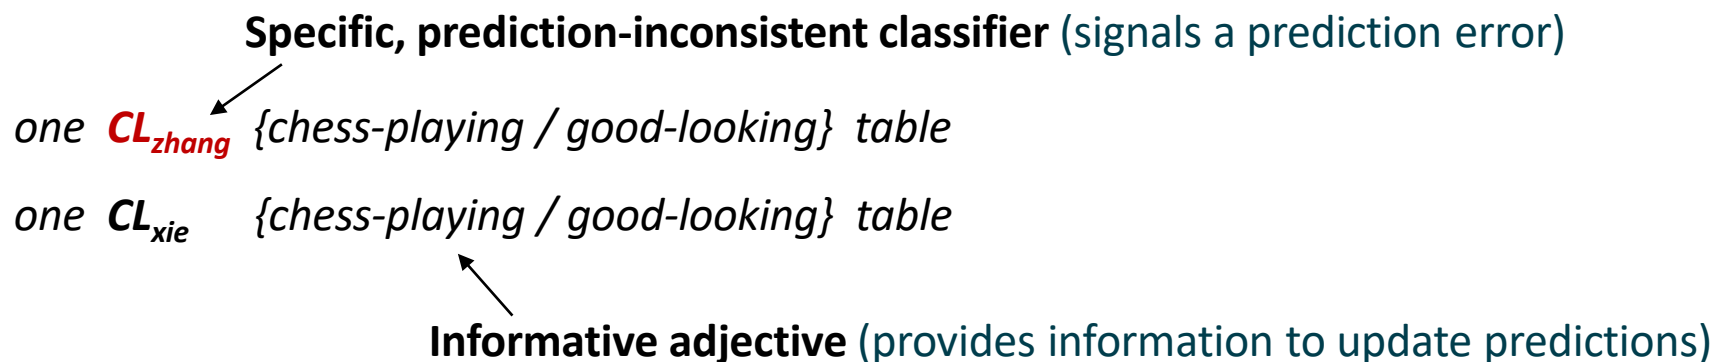 Specific, prediction-inconsistent classifier (signals a prediction error)
one CLzhang {chess-playing / good-looking} table
one CLxie {chess-playing / good-looking} table
Informative adjective (provides information to update predictions)